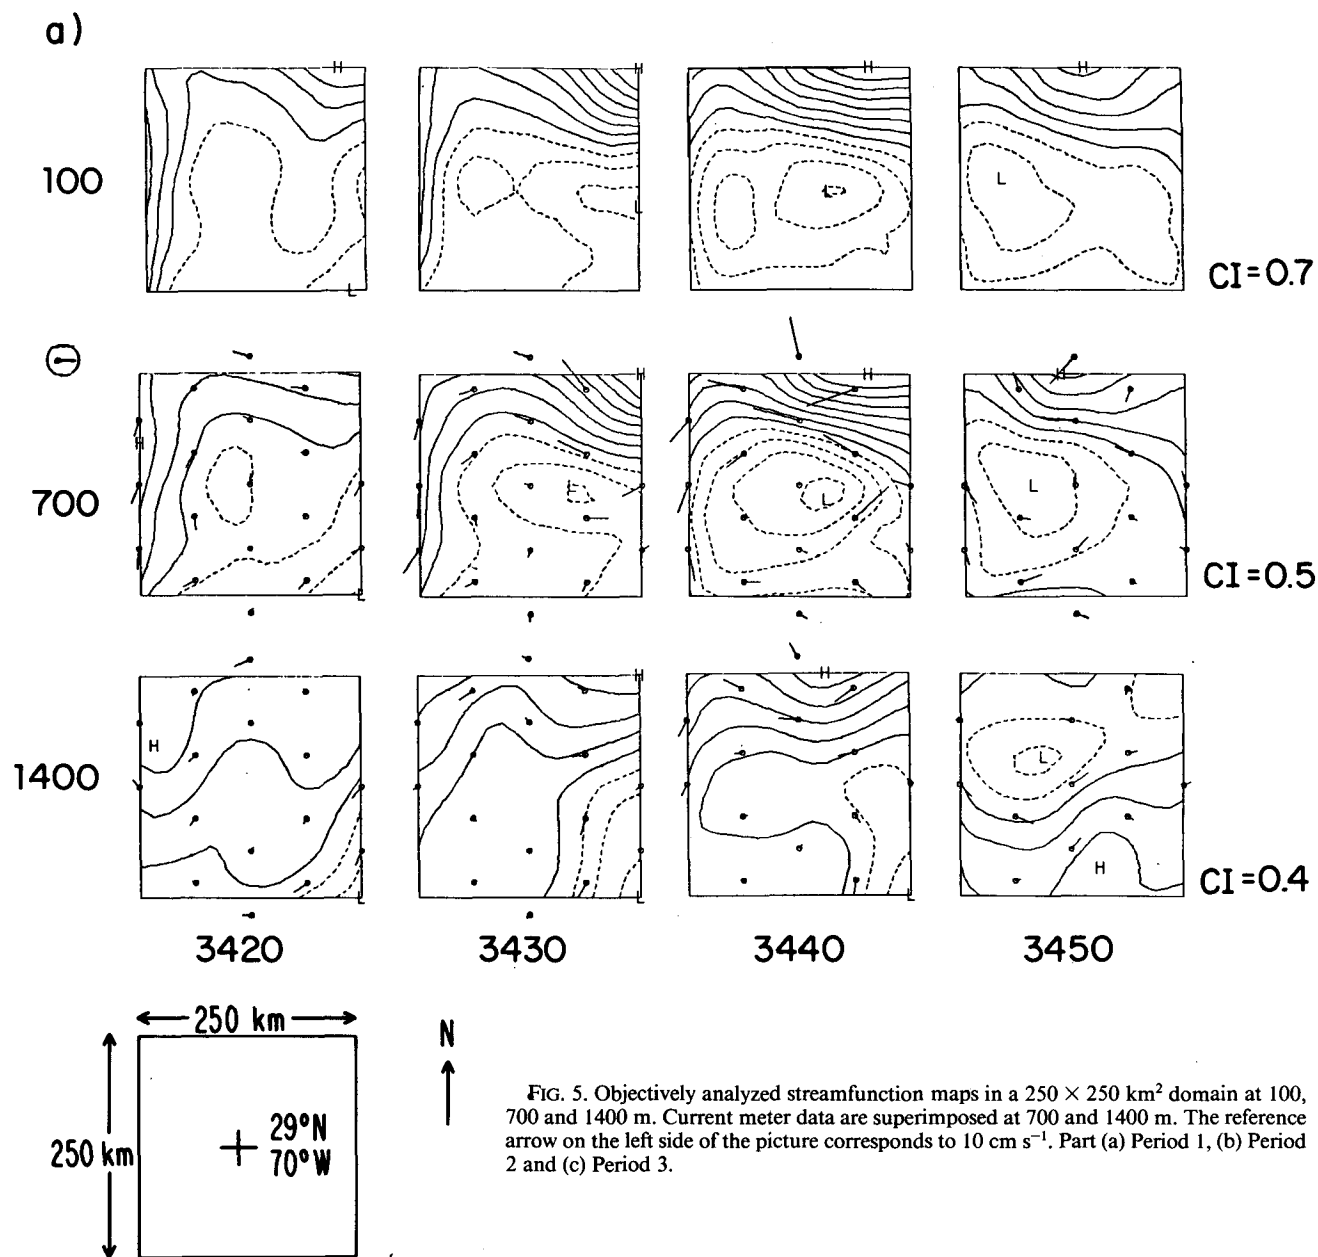 a)
H H H H
100
L L L L
CI=0.7
H H H
700
H
L L L
CI=0.5
L
H H
1400
H
L
H
CI=0.4
L L L
3420 3430 3440 3450
250 km
N
29°N
70°W
250 km
FIG. 5. Objectively analyzed streamfunction maps in a 250 × 250 km² domain at 100,
700 and 1400 m. Current meter data are superimposed at 700 and 1400 m. The reference
arrow on the left side of the picture corresponds to 10 cm s⁻¹. Part (a) Period 1, (b) Period
2 and (c) Period 3.